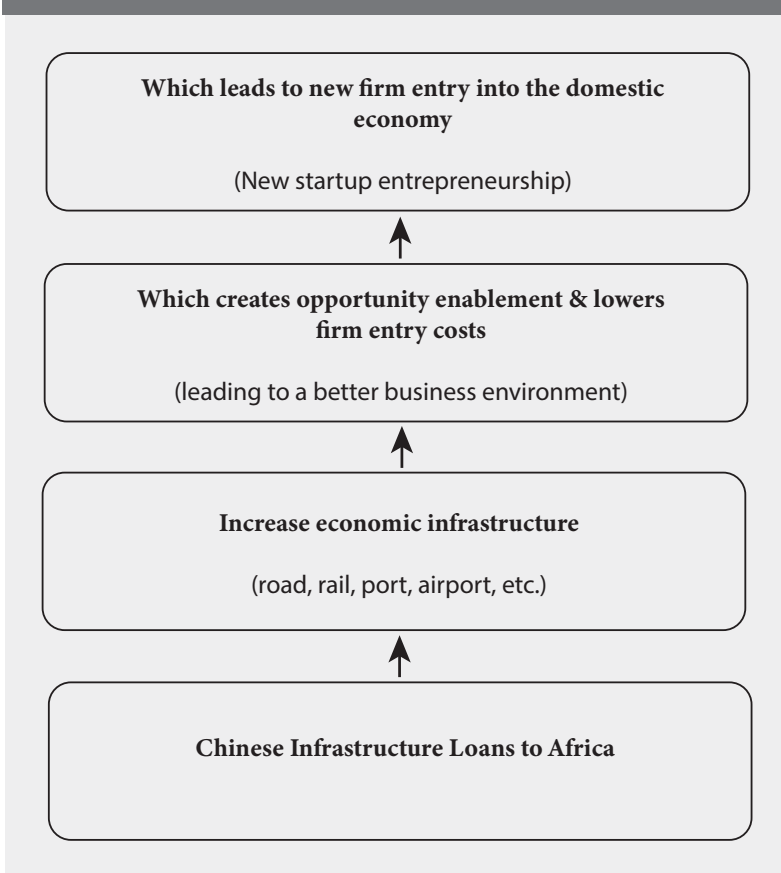 Which leads to new firm entry into the domestic
economy
(New startup entrepreneurship)
Which creates opportunity enablement & lowers
firm entry costs
(leading to a better business environment)
Increase economic infrastructure
(road, rail, port, airport, etc.)
Chinese Infrastructure Loans to Africa